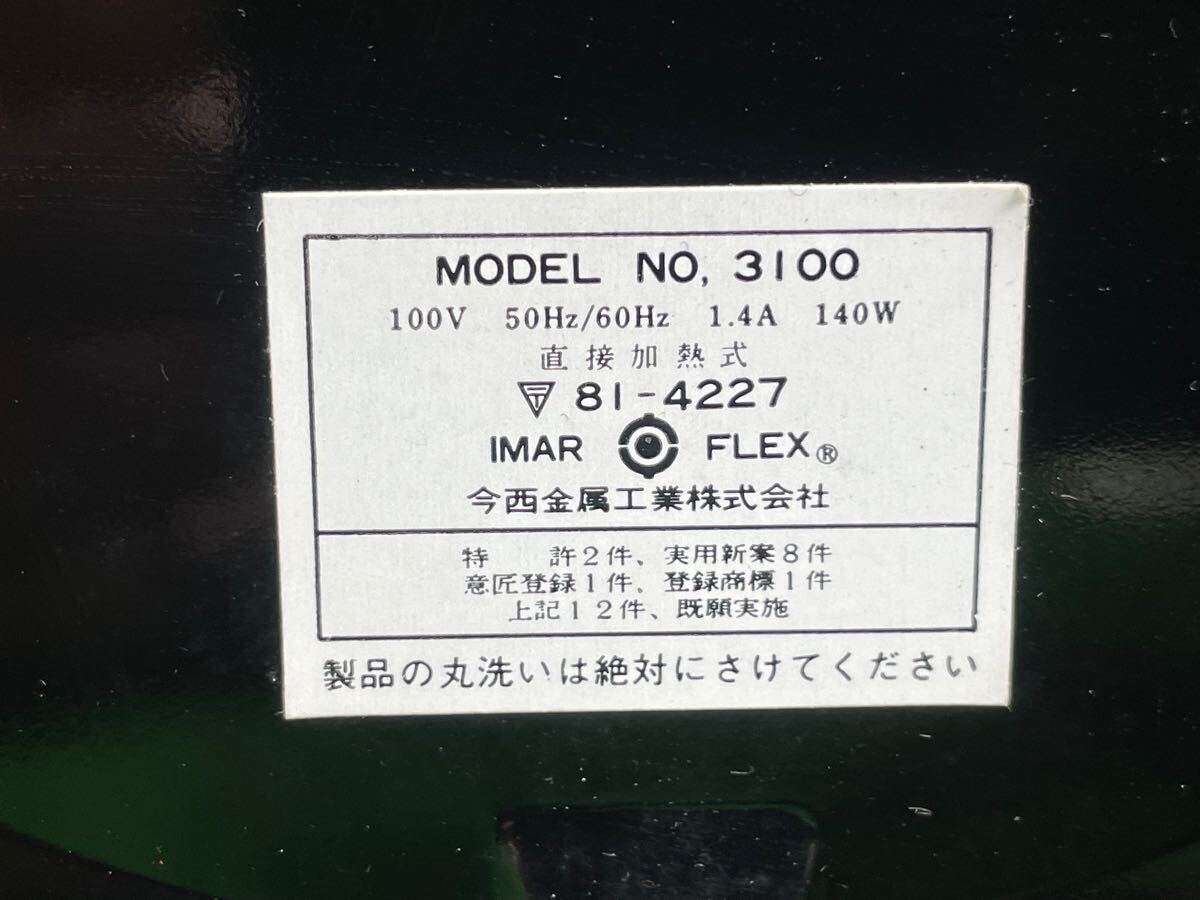 MODEL NO, 3100
100V 50Hz/60Hz 1.4A 140W
直接加熱式
81-4227
IMAR FLEX®
今西金属工業株式会社
特　　許2件、実用新案8件
意匠登録1件、登録商標1件
上記12件、既願実施
製品の丸洗いは絶対にさけてください